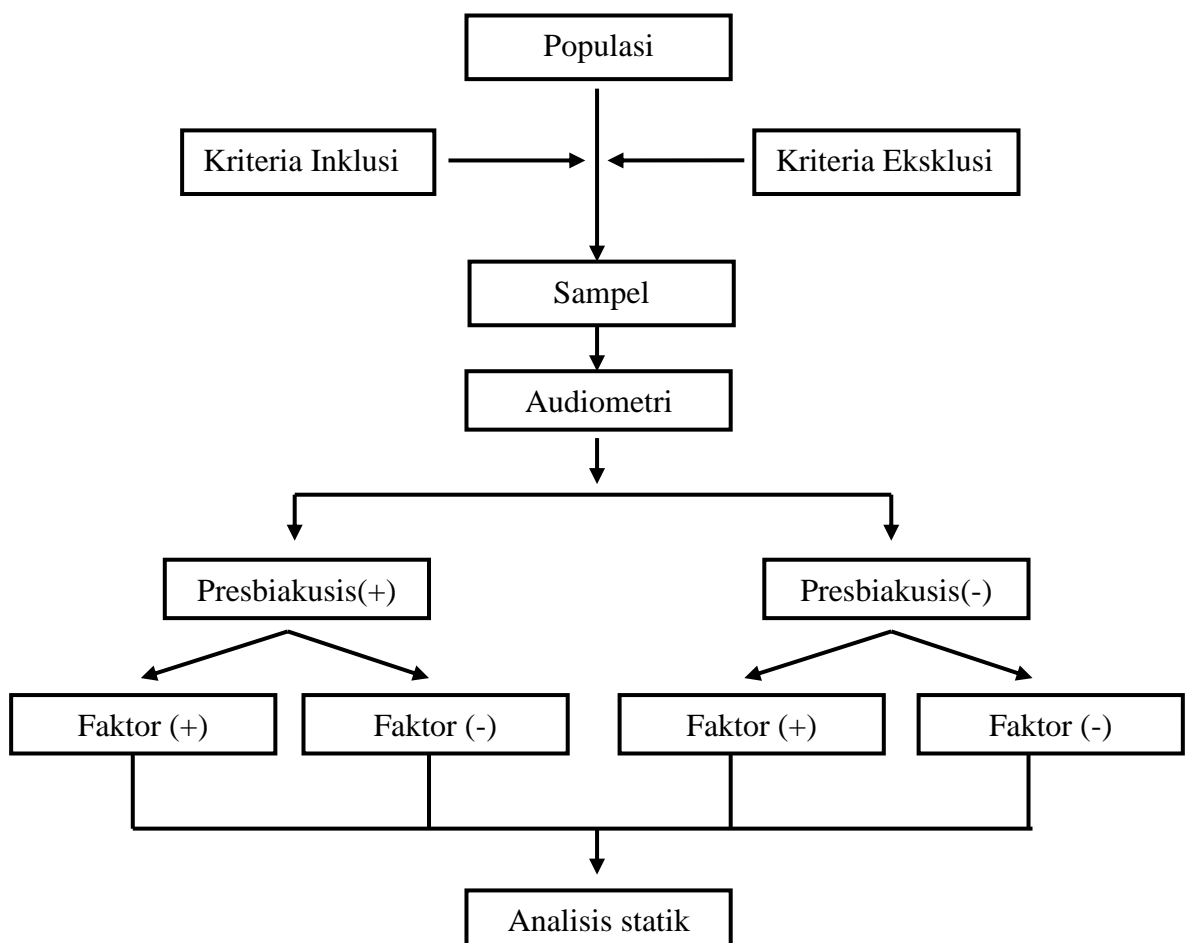 Populasi
Kriteria Inklusi
Kriteria Eksklusi
Sampel
Audiometri
Presbiakusis(+)
Presbiakusis(-)
Faktor (+)
Faktor (-)
Faktor (+)
Faktor (-)
Analisis statik